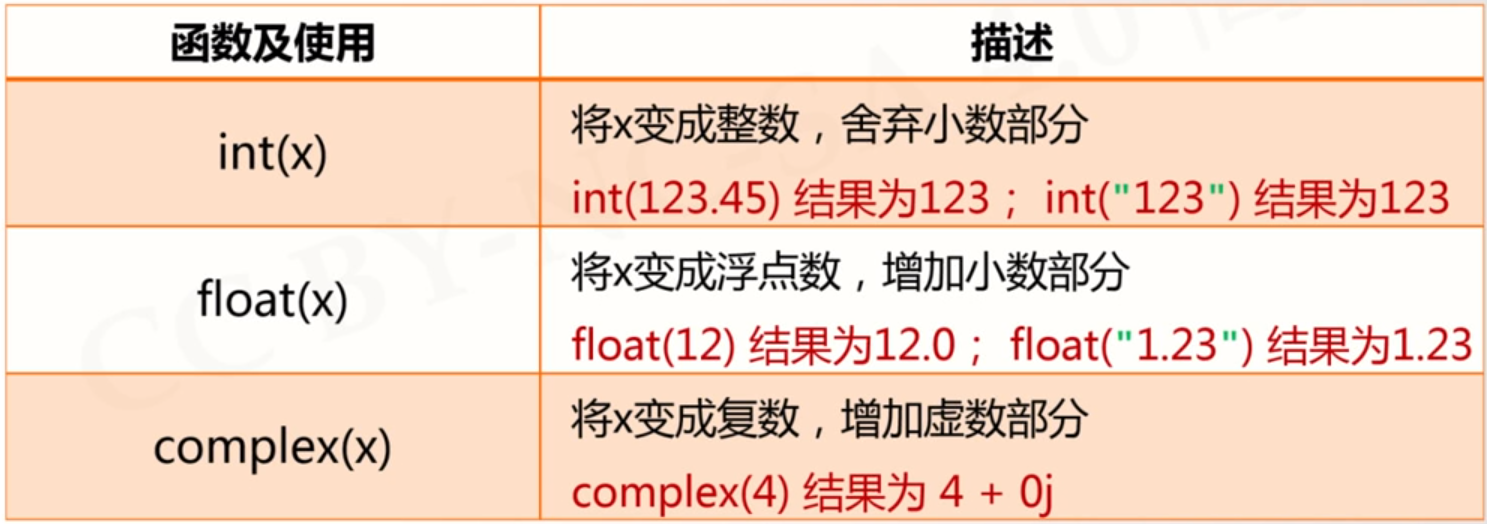 函数及使用
描述
int(x)
将x变成整数，舍弃小数部分
int(123.45) 结果为123； int("123") 结果为123
float(x)
将x变成浮点数，增加小数部分
float(12) 结果为12.0； float("1.23") 结果为1.23
complex(x)
将x变成复数，增加虚数部分
complex(4) 结果为 4 + 0j